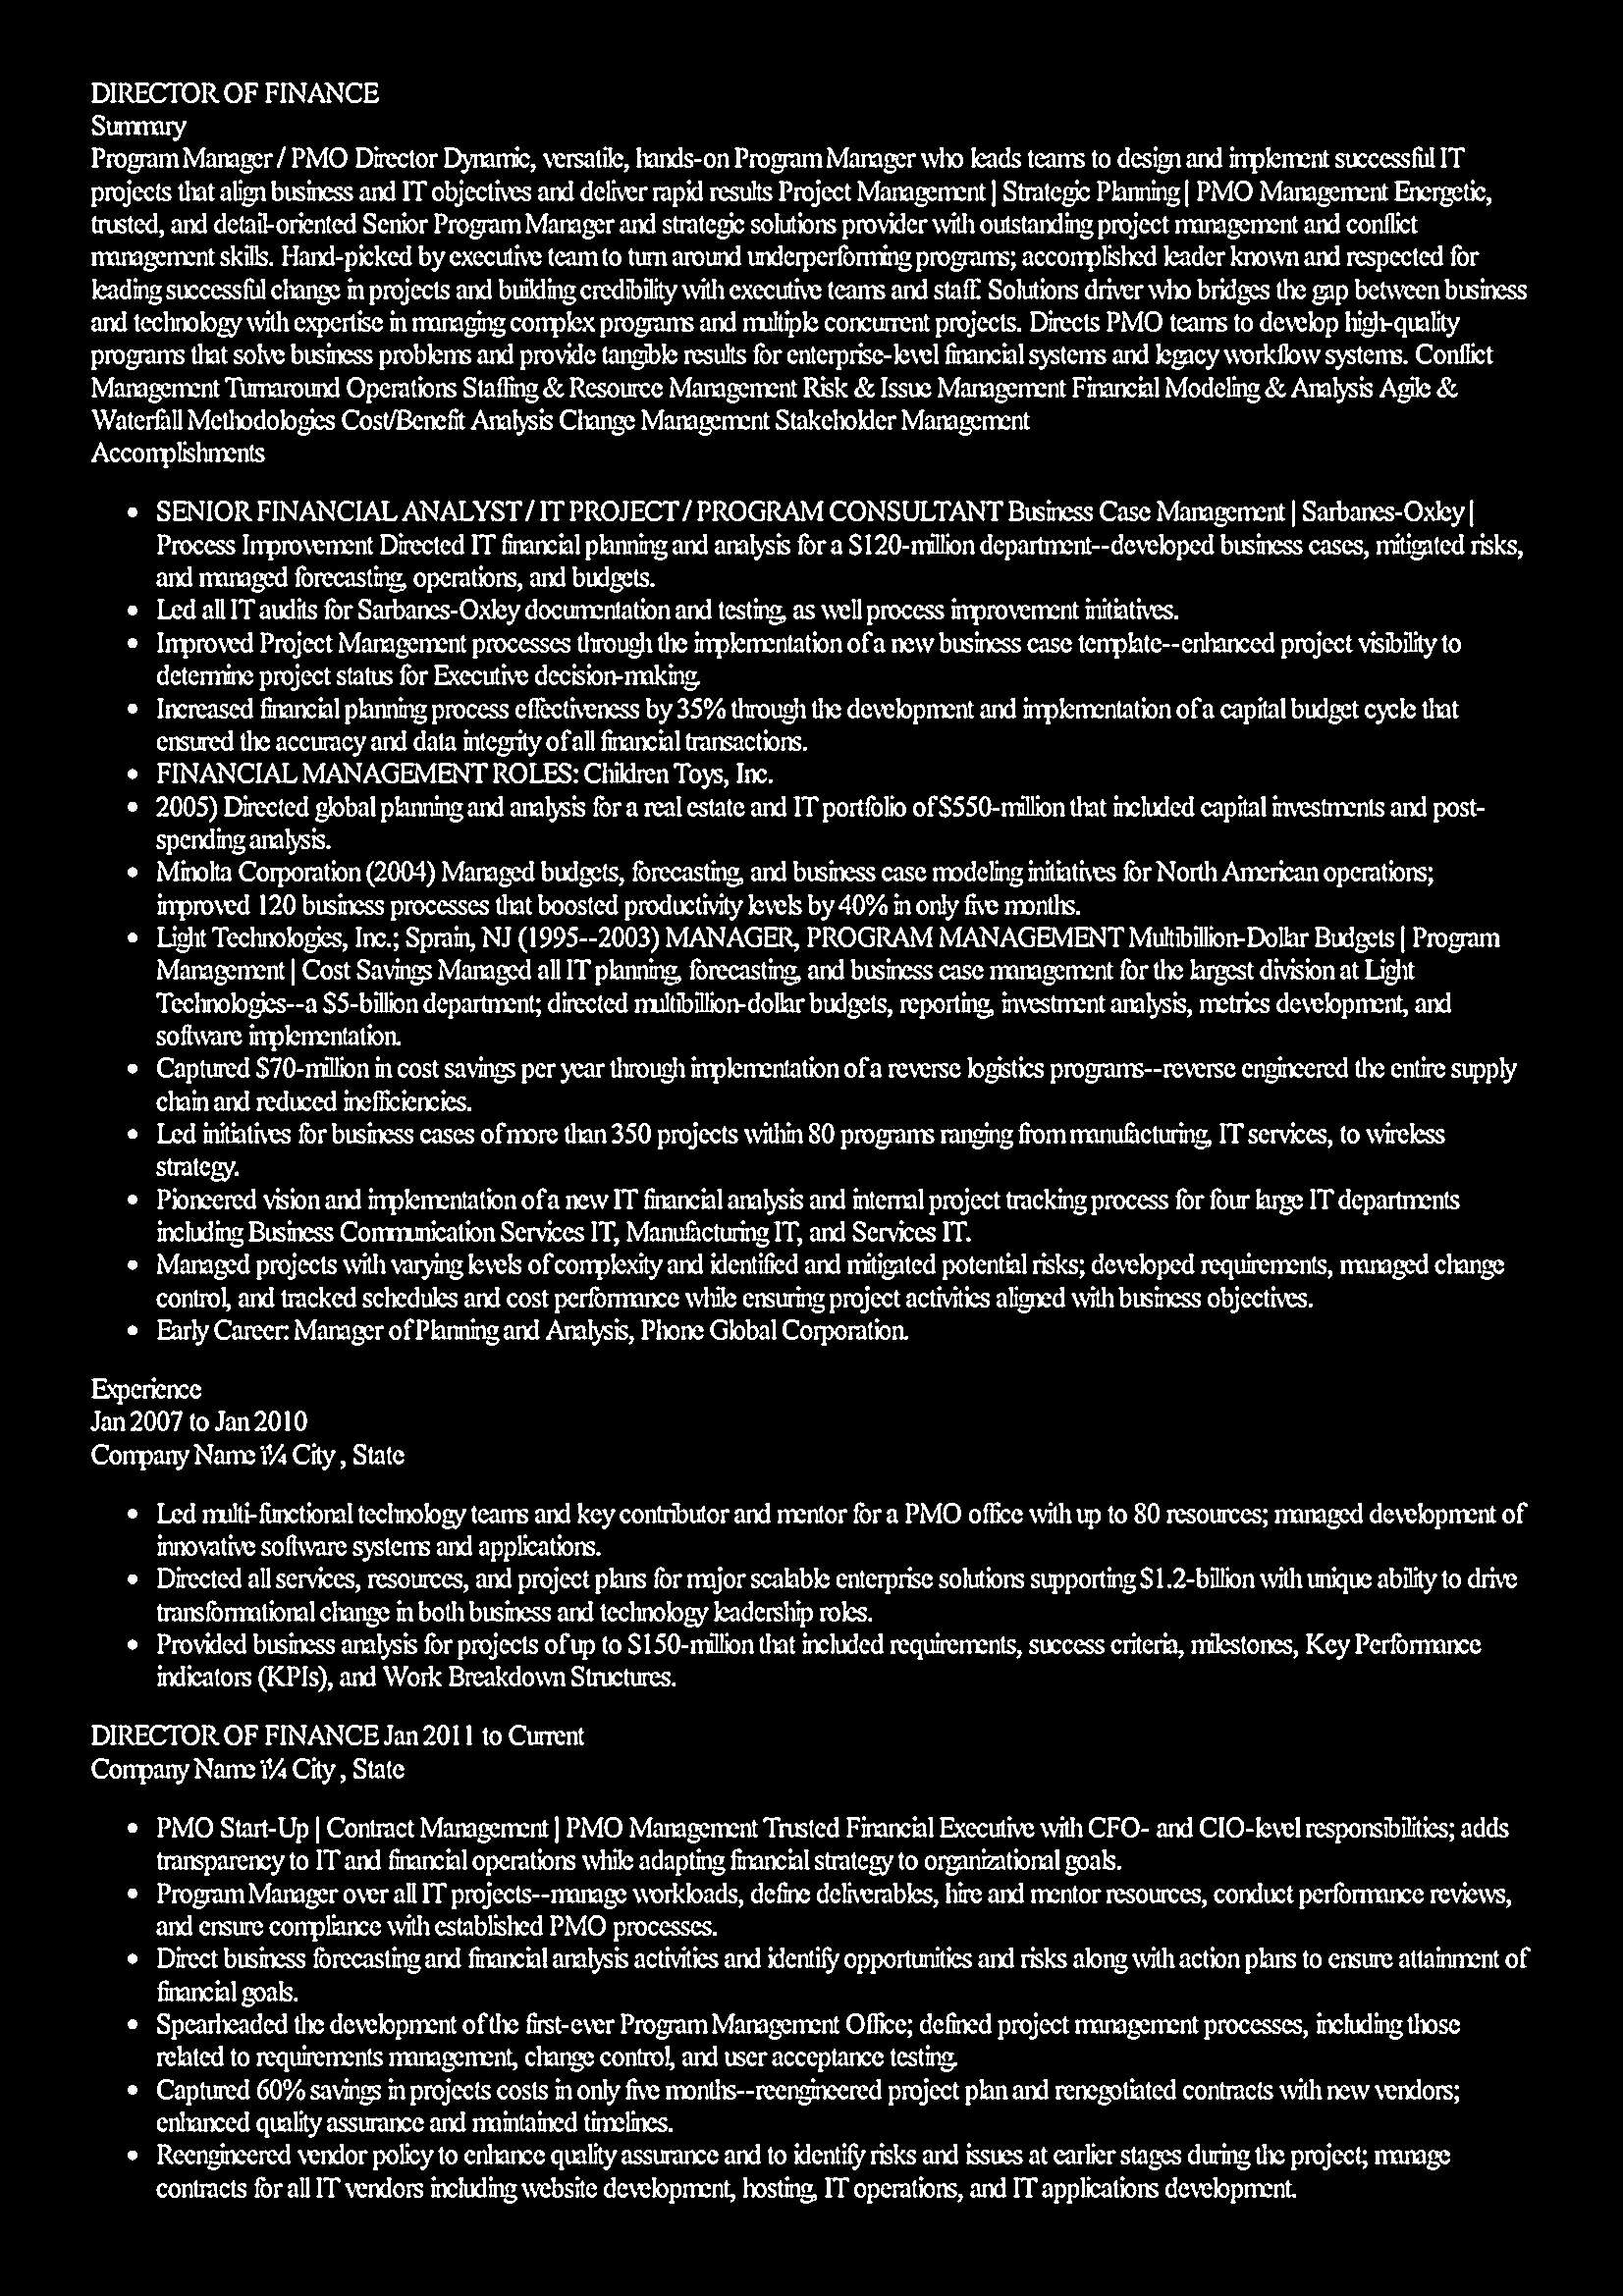 DIRECTOR OF FINANCE
Summary
Program Manager / PMO Director Dynamic, versatile, hands-on Program Manager who leads teams to design and implement successful IT
projects that align business and IT objectives and deliver rapid results Project Management | Strategic Planning | PMO Management Energetic,
trusted, and detail-oriented Senior Program Manager and strategic solutions provider with outstanding project management and conflict
management skills. Hand-picked by executive team to turn around underperforming programs; accomplished leader known and respected for
leading successful change in projects and building credibility with executive teams and staff. Solutions driver who bridges the gap between business
and technology with expertise in managing complex programs and multiple concurrent projects. Directs PMO teams to develop high-quality
programs that solve business problems and provide tangible results for enterprise-level financial systems and legacy workflow systems. Conflict
Management Turnaround Operations Staffing & Resource Management Risk & Issue Management Financial Modeling & Analysis Agile &
Waterfall Methodologies Cost/Benefit Analysis Change Management Stakeholder Management
Accomplishments
• SENIOR FINANCIAL ANALYST / IT PROJECT / PROGRAM CONSULTANT Business Case Management | Sarbanes-Oxley |
Process Improvement Directed IT financial planning and analysis for a $120-million department--developed business cases, mitigated risks,
and managed forecasting, operations, and budgets.
• Led all IT audits for Sarbanes-Oxley documentation and testing, as well process improvement initiatives.
• Improved Project Management processes through the implementation of a new business case template--enhanced project visibility to
determine project status for Executive decision-making.
• Increased financial planning process effectiveness by 35% through the development and implementation of a capital budget cycle that
ensured the accuracy and data integrity of all financial transactions.
• FINANCIAL MANAGEMENT ROLES: Children Toys, Inc.
• 2005) Directed global planning and analysis for a real estate and IT portfolio of $550-million that included capital investments and post-
spending analysis.
• Minolta Corporation (2004) Managed budgets, forecasting, and business case modeling initiatives for North American operations;
improved 120 business processes that boosted productivity levels by 40% in only five months.
• Light Technologies, Inc.; Sprain, NJ (1995--2003) MANAGER, PROGRAM MANAGEMENT Multibillion-Dollar Budgets | Program
Management | Cost Savings Managed all IT planning, forecasting, and business case management for the largest division at Light
Technologies--a $5-billion department; directed multibillion-dollar budgets, reporting, investment analysis, metrics development, and
software implementation.
• Captured $70-million in cost savings per year through implementation of a reverse logistics programs--reverse engineered the entire supply
chain and reduced inefficiencies.
• Led initiatives for business cases of more than 350 projects within 80 programs ranging from manufacturing, IT services, to wireless
strategy.
• Pioneered vision and implementation of a new IT financial analysis and internal project tracking process for four large IT departments
including Business Communication Services IT, Manufacturing IT, and Services IT.
• Managed projects with varying levels of complexity and identified and mitigated potential risks; developed requirements, managed change
control, and tracked schedules and cost performance while ensuring project activities aligned with business objectives.
• Early Career: Manager of Planning and Analysis, Phone Global Corporation.
Experience
Jan 2007 to Jan 2010
Company Name ï¼ City , State
• Led multi-functional technology teams and key contributor and mentor for a PMO office with up to 80 resources; managed development of
innovative software systems and applications.
• Directed all services, resources, and project plans for major scalable enterprise solutions supporting $1.2-billion with unique ability to drive
transformational change in both business and technology leadership roles.
• Provided business analysis for projects of up to $150-million that included requirements, success criteria, milestones, Key Performance
indicators (KPIs), and Work Breakdown Structures.
DIRECTOR OF FINANCE Jan 2011 to Current
Company Name ï¼ City , State
• PMO Start-Up | Contract Management | PMO Management Trusted Financial Executive with CFO- and CIO-level responsibilities; adds
transparency to IT and financial operations while adapting financial strategy to organizational goals.
• Program Manager over all IT projects--manage workloads, define deliverables, hire and mentor resources, conduct performance reviews,
and ensure compliance with established PMO processes.
• Direct business forecasting and financial analysis activities and identify opportunities and risks along with action plans to ensure attainment of
financial goals.
• Spearheaded the development of the first-ever Program Management Office; defined project management processes, including those
related to requirements management, change control, and user acceptance testing.
• Captured 60% savings in projects costs in only five months--reengineered project plan and renegotiated contracts with new vendors;
enhanced quality assurance and maintained timelines.
• Reengineered vendor policy to enhance quality assurance and to identify risks and issues at earlier stages during the project; manage
contracts for all IT vendors including website development, hosting, IT operations, and IT applications development.